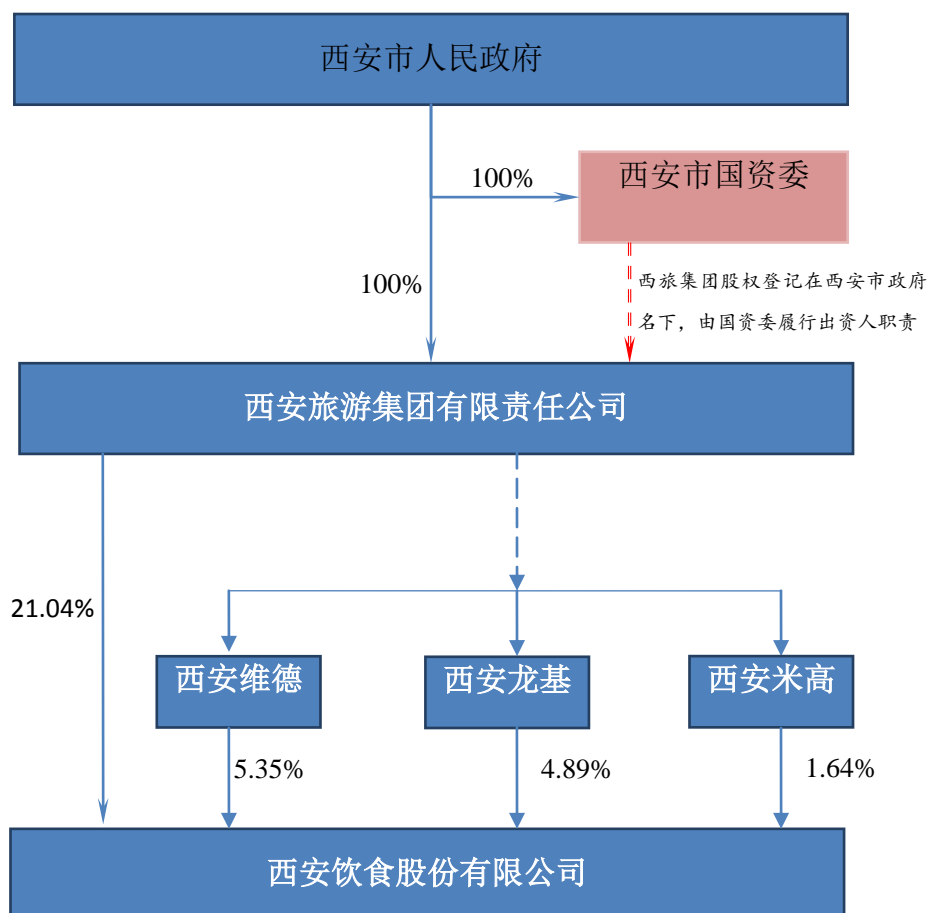 西安市人民政府
100%
西安市国资委
100%
西旅集团股权登记在西安市政府
名下，由国资委履行出资人职责
西安旅游集团有限责任公司
21.04%
西安维德
西安龙基
西安米高
5.35%
4.89%
1.64%
西安饮食股份有限公司